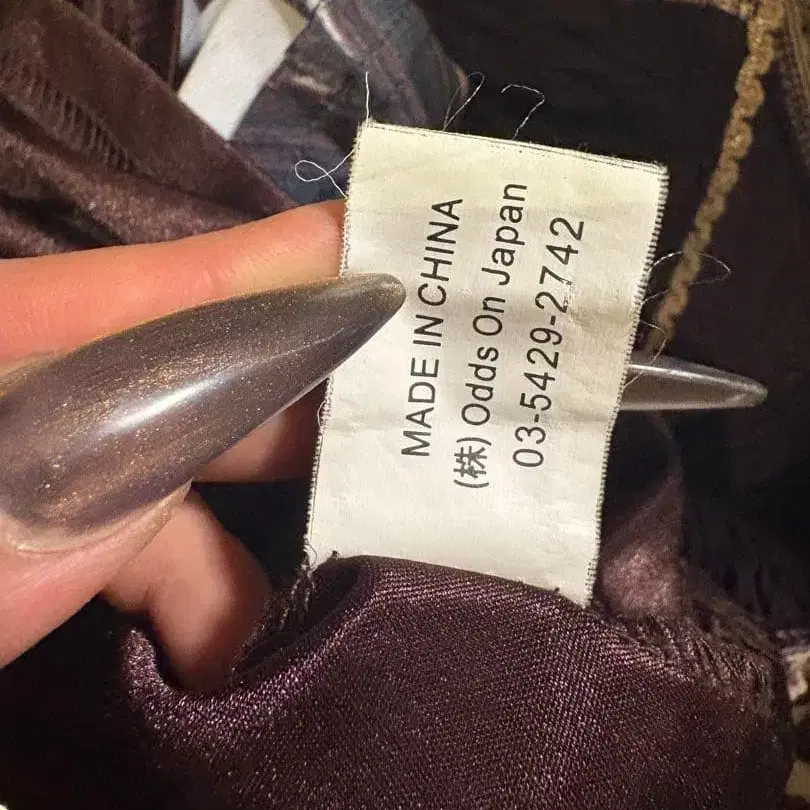 MADE IN CHINA
(株) Odds On Japan
03-5429-2742